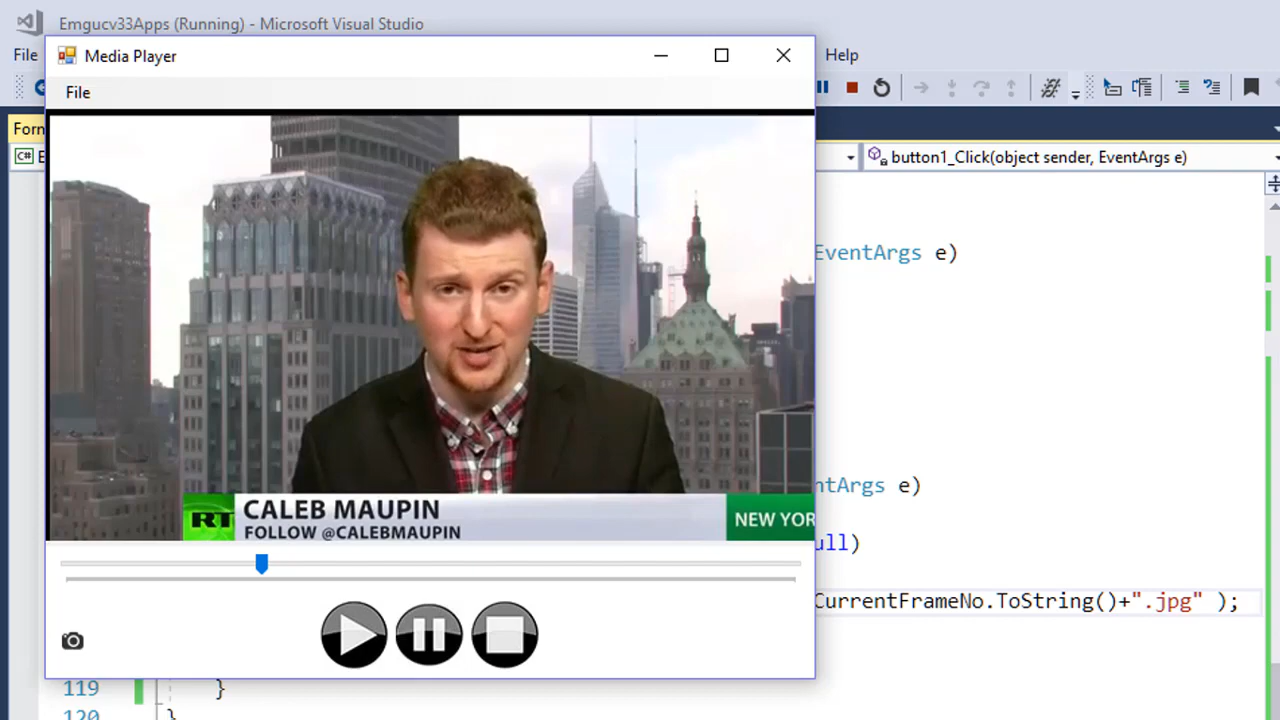 Emgucv33Apps (Running) - Microsoft Visual Studio
File
Help
Media Player
File
Forn
C#
button1_Click(object sender, EventArgs e)
EventArgs e)
ntArgs e)
ull)
CurrentFrameNo.ToString()+".jpg" );
RT
CALEB MAUPIN
FOLLOW @CALEBMAUPIN
NEW YOR
119
}
120
}